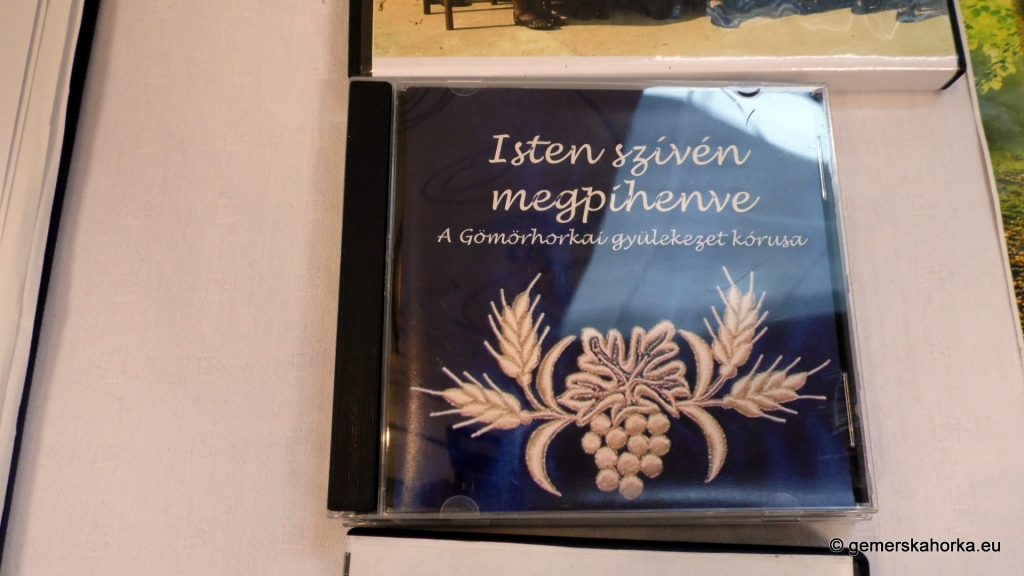 Isten szívén
megpihenve
A Gömörhorkai gyülekezet kórusa
© gemerskahorka.eu